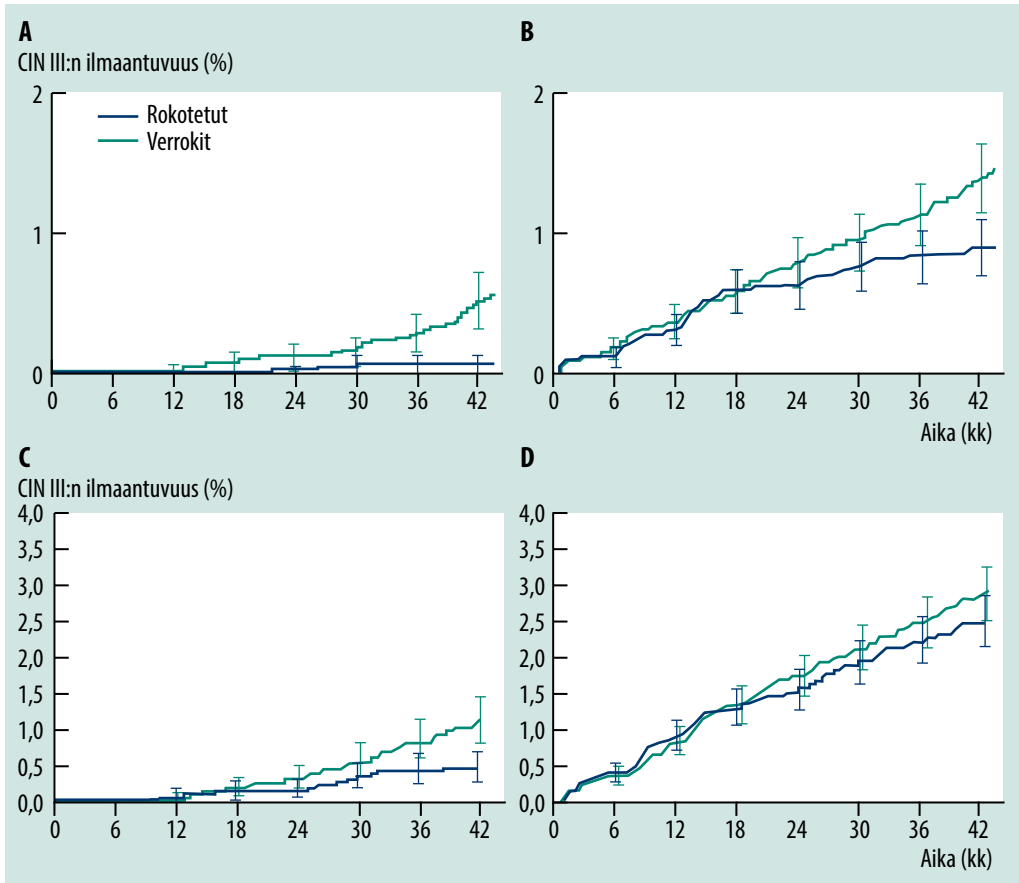 A
CIN III:n ilmaantuvuus (%)
2
1
0
Rokotetut
Verrokit
0 6 12 18 24 30 36 42
B
2
1
0
0 6 12 18 24 30 36 42
Aika (kk)
C
CIN III:n ilmaantuvuus (%)
4,0
3,5
3,0
2,5
2,0
1,5
1,0
0,5
0,0
0 6 12 18 24 30 36 42
D
4,0
3,5
3,0
2,5
2,0
1,5
1,0
0,5
0,0
0 6 12 18 24 30 36 42
Aika (kk)